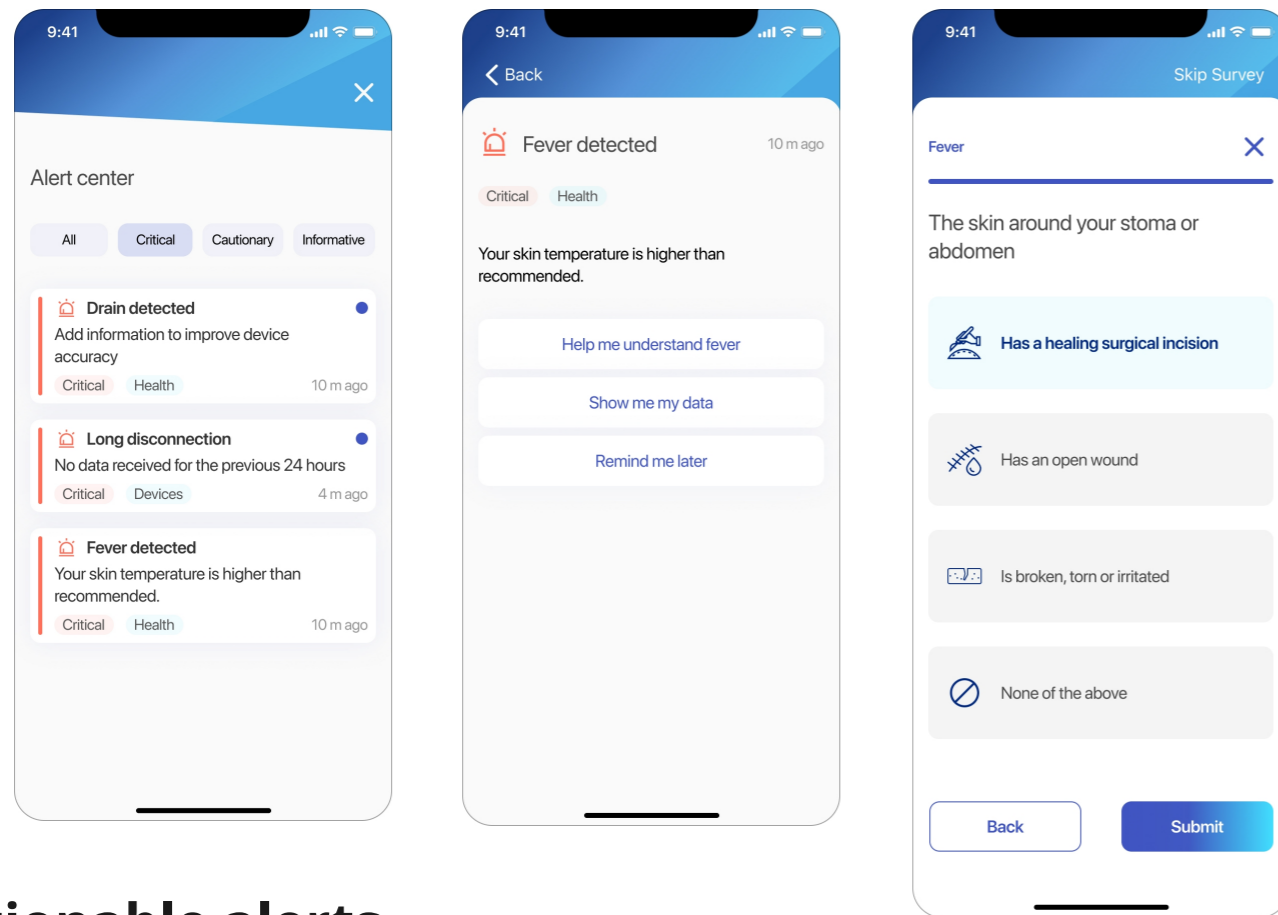 9:41
Alert center
All
Critical
Cautionary
Informative
Drain detected
Add information to improve device
accuracy
Critical
Health
10 m ago
Long disconnection
No data received for the previous 24 hours
Critical
Devices
4 m ago
Fever detected
Your skin temperature is higher than
recommended.
Critical
Health
10 m ago
9:41
Back
Fever detected
10 m ago
Critical
Health
Your skin temperature is higher than
recommended.
Help me understand fever
Show me my data
Remind me later
9:41
Skip Survey
Fever
The skin around your stoma or
abdomen
Has a healing surgical incision
Has an open wound
Is broken, torn or irritated
None of the above
Back
Submit